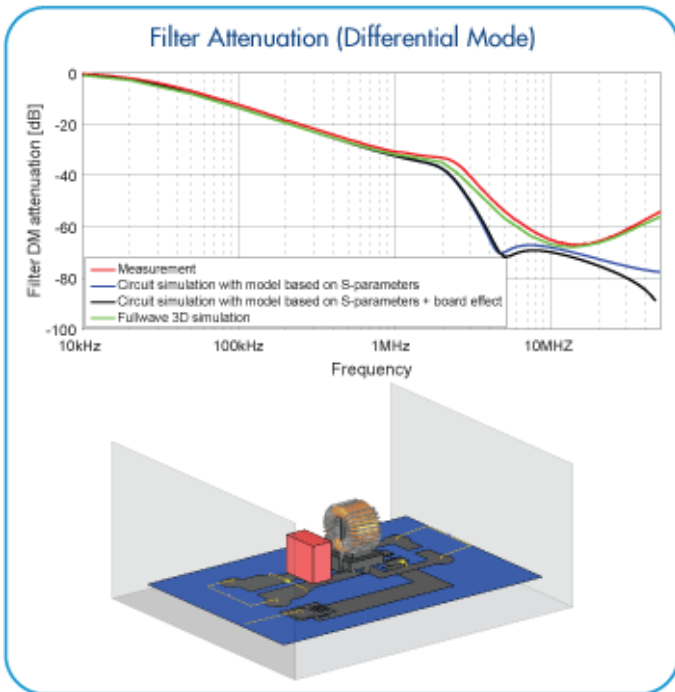 Filter Attenuation (Differential Mode)
Filter DM attenuation [dB]
0
-20
-40
-60
-80
-100
Measurement
Circuit simulation with model based on S-parameters
Circuit simulation with model based on S-parameters + board effect
Fullwave 3D simulation
10kHz
100kHz
1MHz
10MHZ
Frequency